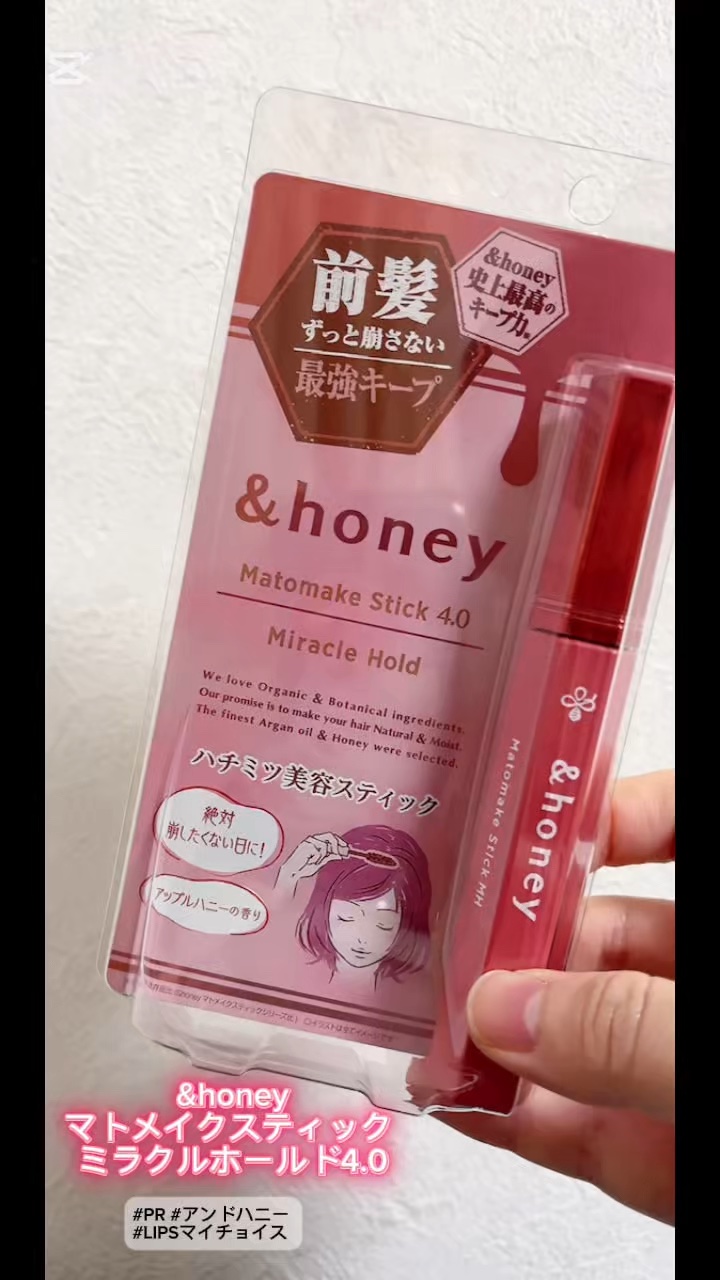 前髪
ずっと崩さない
最強キープ
&honey
史上最高の
キープ力。
&honey
Matomake Stick 4.0
Miracle Hold
We love Organic & Botanical ingredients.
Our promise is to make your hair Natural & Moist.
The finest Argan oil & Honey were selected.
ハチミツ美容スティック
絶対
崩したくない日に!
アップルハニーの香り
&honey
Matomake Stick MH
&honey
マトメイクスティック
ミラクルホールド4.0
#PR #アンドハニー
#LIPSマイチョイス